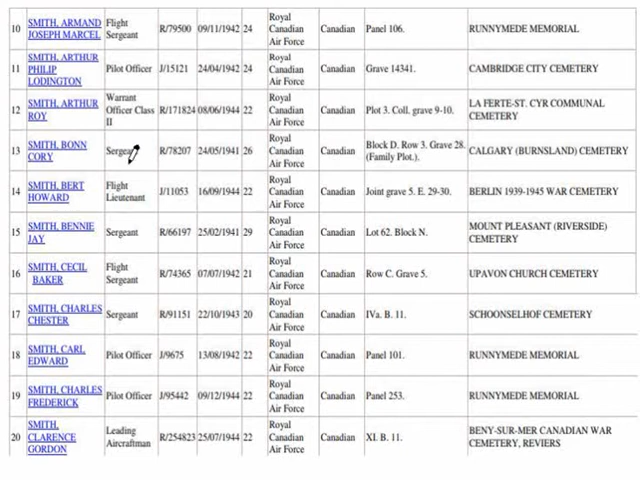 10 SMITH, ARMAND JOSEPH MARCEL Flight Sergeant R/79500 09/11/1942 24 Royal Canadian Air Force Canadian Panel 106. RUNNYMEDE MEMORIAL
11 SMITH, ARTHUR PHILIP LODINGTON Pilot Officer J/15121 24/04/1942 24 Royal Canadian Air Force Canadian Grave 14341. CAMBRIDGE CITY CEMETERY
12 SMITH, ARTHUR ROY Warrant Officer Class II R/171824 08/06/1944 22 Royal Canadian Air Force Canadian Plot 3. Coll. grave 9-10. LA FERTE-ST. CYR COMMUNAL CEMETERY
13 SMITH, BONN CORY Sergeant R/78207 24/05/1941 26 Royal Canadian Air Force Canadian Block D. Row 3. Grave 28. (Family Plot.). CALGARY (BURNSLAND) CEMETERY
14 SMITH, BERT HOWARD Flight Lieutenant J/11053 16/09/1944 22 Royal Canadian Air Force Canadian Joint grave 5. E. 29-30. BERLIN 1939-1945 WAR CEMETERY
15 SMITH, BENNIE JAY Sergeant R/66197 25/02/1941 29 Royal Canadian Air Force Canadian Lot 62. Block N. MOUNT PLEASANT (RIVERSIDE) CEMETERY
16 SMITH, CECIL BAKER Flight Sergeant R/74365 07/07/1942 21 Royal Canadian Air Force Canadian Row C. Grave 5. UPAVON CHURCH CEMETERY
17 SMITH, CHARLES CHESTER Sergeant R/91151 22/10/1943 20 Royal Canadian Air Force Canadian IVa. B. 11. SCHOONSELHOF CEMETERY
18 SMITH, CARL EDWARD Pilot Officer J/9675 13/08/1942 22 Royal Canadian Air Force Canadian Panel 101. RUNNYMEDE MEMORIAL
19 SMITH, CHARLES FREDERICK Pilot Officer J/95442 09/12/1944 22 Royal Canadian Air Force Canadian Panel 253. RUNNYMEDE MEMORIAL
20 SMITH, CLARENCE GORDON Leading Aircraftman R/254823 25/07/1944 22 Royal Canadian Air Force Canadian XI. B. 11. BENY-SUR-MER CANADIAN WAR CEMETERY, REVIERS